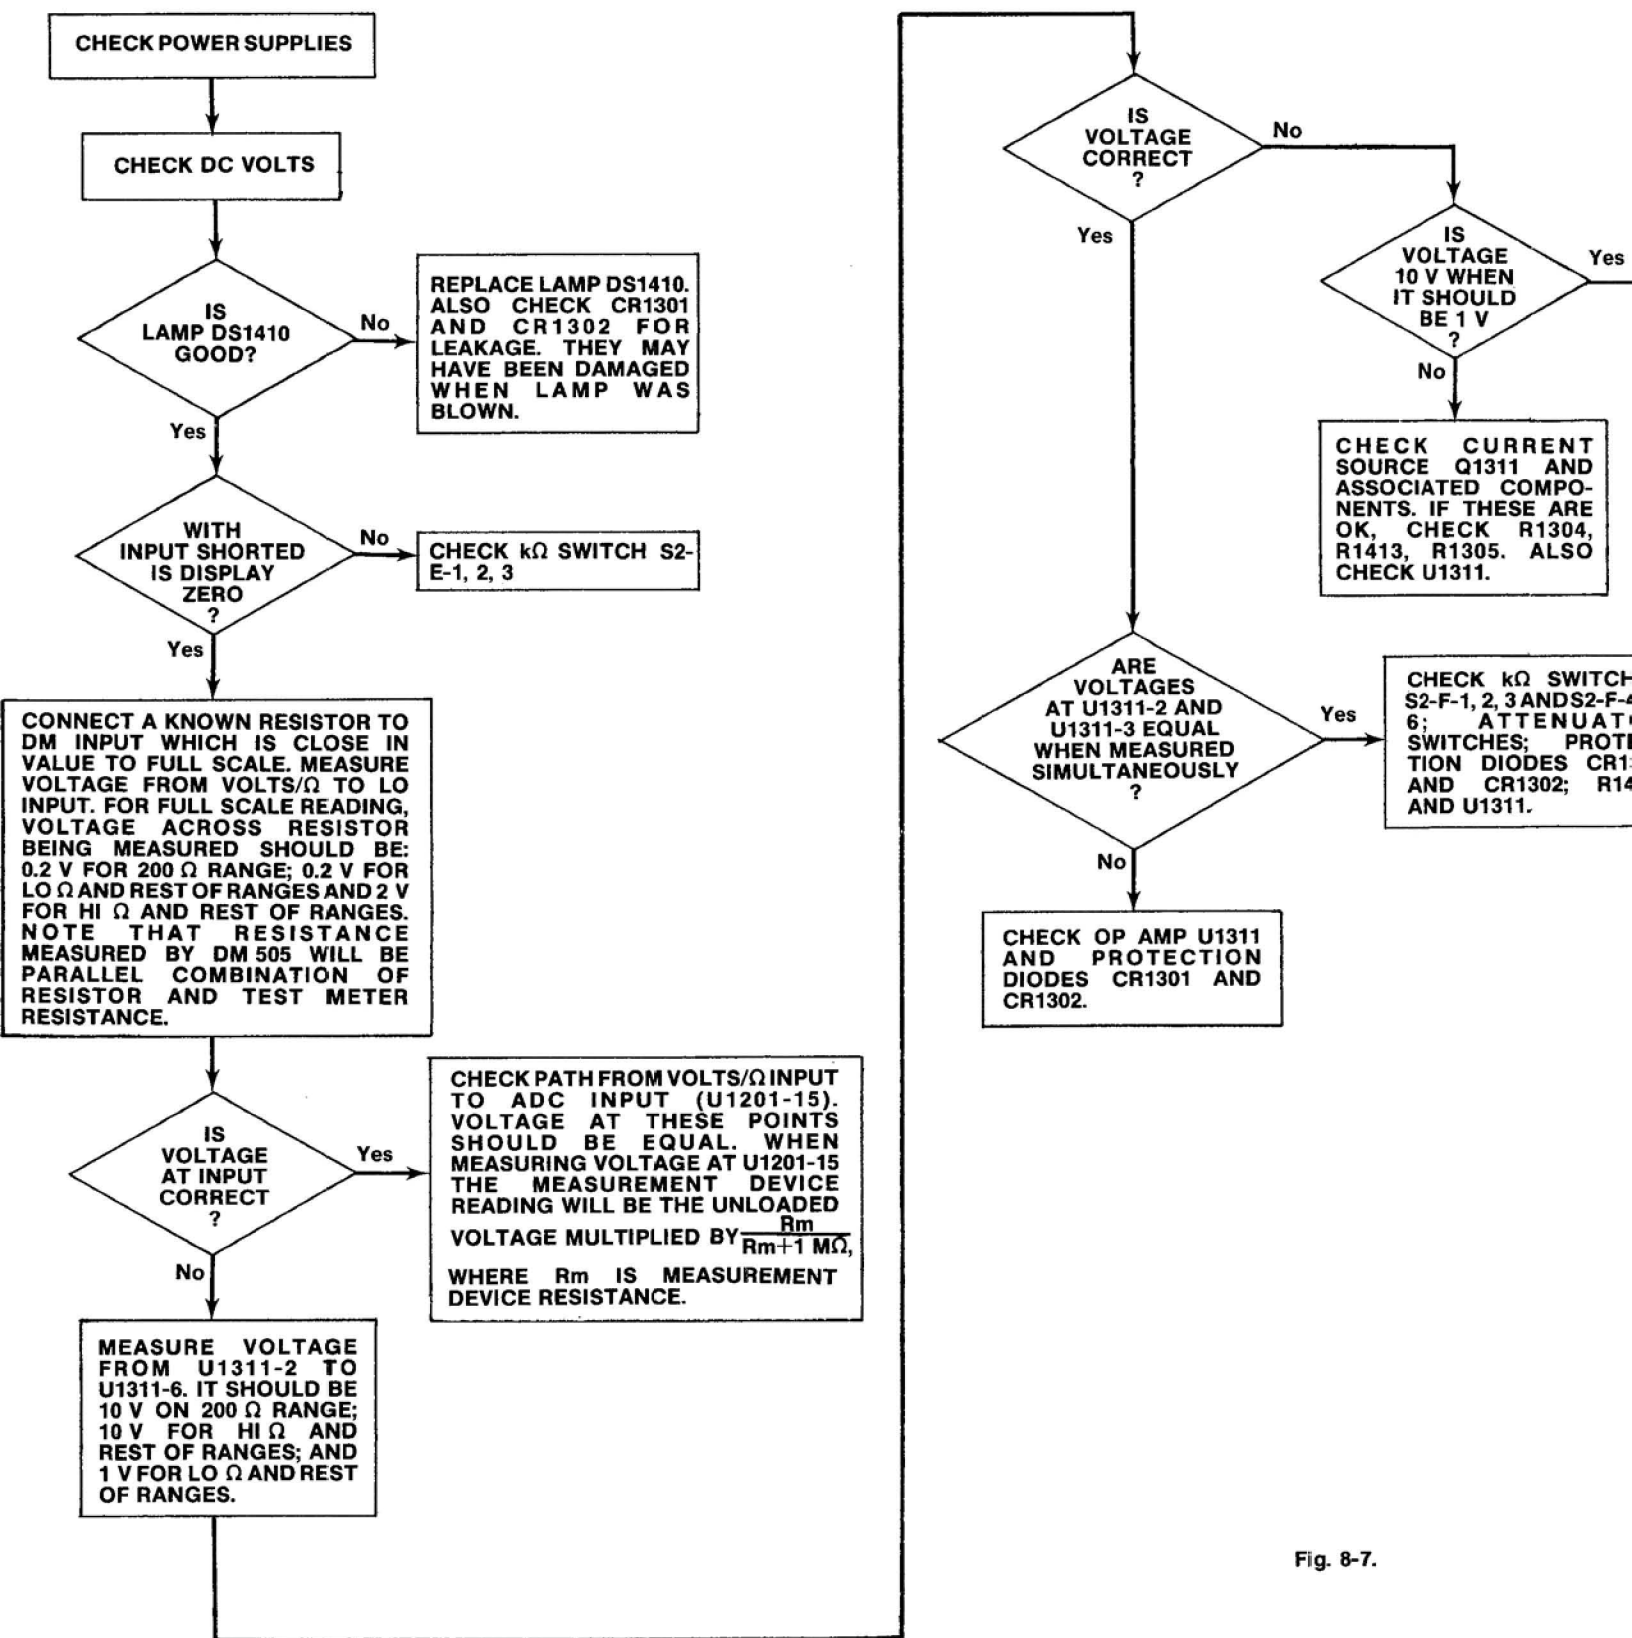 CHECK POWER SUPPLIES
CHECK DC VOLTS
IS
LAMP DS1410
GOOD?
No
REPLACE LAMP DS1410.
ALSO CHECK CR1301
AND CR1302 FOR
LEAKAGE. THEY MAY
HAVE BEEN DAMAGED
WHEN LAMP WAS
BLOWN.
Yes
WITH
INPUT SHORTED
IS DISPLAY
ZERO
?
No
CHECK kΩ SWITCH S2-
E-1, 2, 3
Yes
CONNECT A KNOWN RESISTOR TO
DM INPUT WHICH IS CLOSE IN
VALUE TO FULL SCALE. MEASURE
VOLTAGE FROM VOLTS/Ω TO LO
INPUT. FOR FULL SCALE READING,
VOLTAGE ACROSS RESISTOR
BEING MEASURED SHOULD BE:
0.2 V FOR 200 Ω RANGE; 0.2 V FOR
LO Ω AND REST OF RANGES AND 2 V
FOR HI Ω AND REST OF RANGES.
NOTE THAT RESISTANCE
MEASURED BY DM 505 WILL BE
PARALLEL COMBINATION OF
RESISTOR AND TEST METER
RESISTANCE.
IS
VOLTAGE
AT INPUT
CORRECT
?
Yes
CHECK PATH FROM VOLTS/Ω INPUT
TO ADC INPUT (U1201-15).
VOLTAGE AT THESE POINTS
SHOULD BE EQUAL. WHEN
MEASURING VOLTAGE AT U1201-15
THE MEASUREMENT DEVICE
READING WILL BE THE UNLOADED
VOLTAGE MULTIPLIED BY Rm
Rm+1 MΩ,
WHERE Rm IS MEASUREMENT
DEVICE RESISTANCE.
No
MEASURE VOLTAGE
FROM U1311-2 TO
U1311-6. IT SHOULD BE
10 V ON 200 Ω RANGE;
10 V FOR HI Ω AND
REST OF RANGES; AND
1 V FOR LO Ω AND REST
OF RANGES.
IS
VOLTAGE
CORRECT
?
No
Yes
IS
VOLTAGE
10 V WHEN
IT SHOULD
BE 1 V
?
Yes
No
CHECK CURRENT
SOURCE Q1311 AND
ASSOCIATED COMPO-
NENTS. IF THESE ARE
OK, CHECK R1304,
R1413, R1305. ALSO
CHECK U1311.
ARE
VOLTAGES
AT U1311-2 AND
U1311-3 EQUAL
WHEN MEASURED
SIMULTANEOUSLY
?
Yes
CHECK kΩ SWITCH
S2-F-1, 2, 3 AND S2-F-4
6; ATTENUAT
SWITCHES; PROTE
TION DIODES CR1
AND CR1302; R14
AND U1311.
No
CHECK OP AMP U1311
AND PROTECTION
DIODES CR1301 AND
CR1302.
Fig. 8-7.